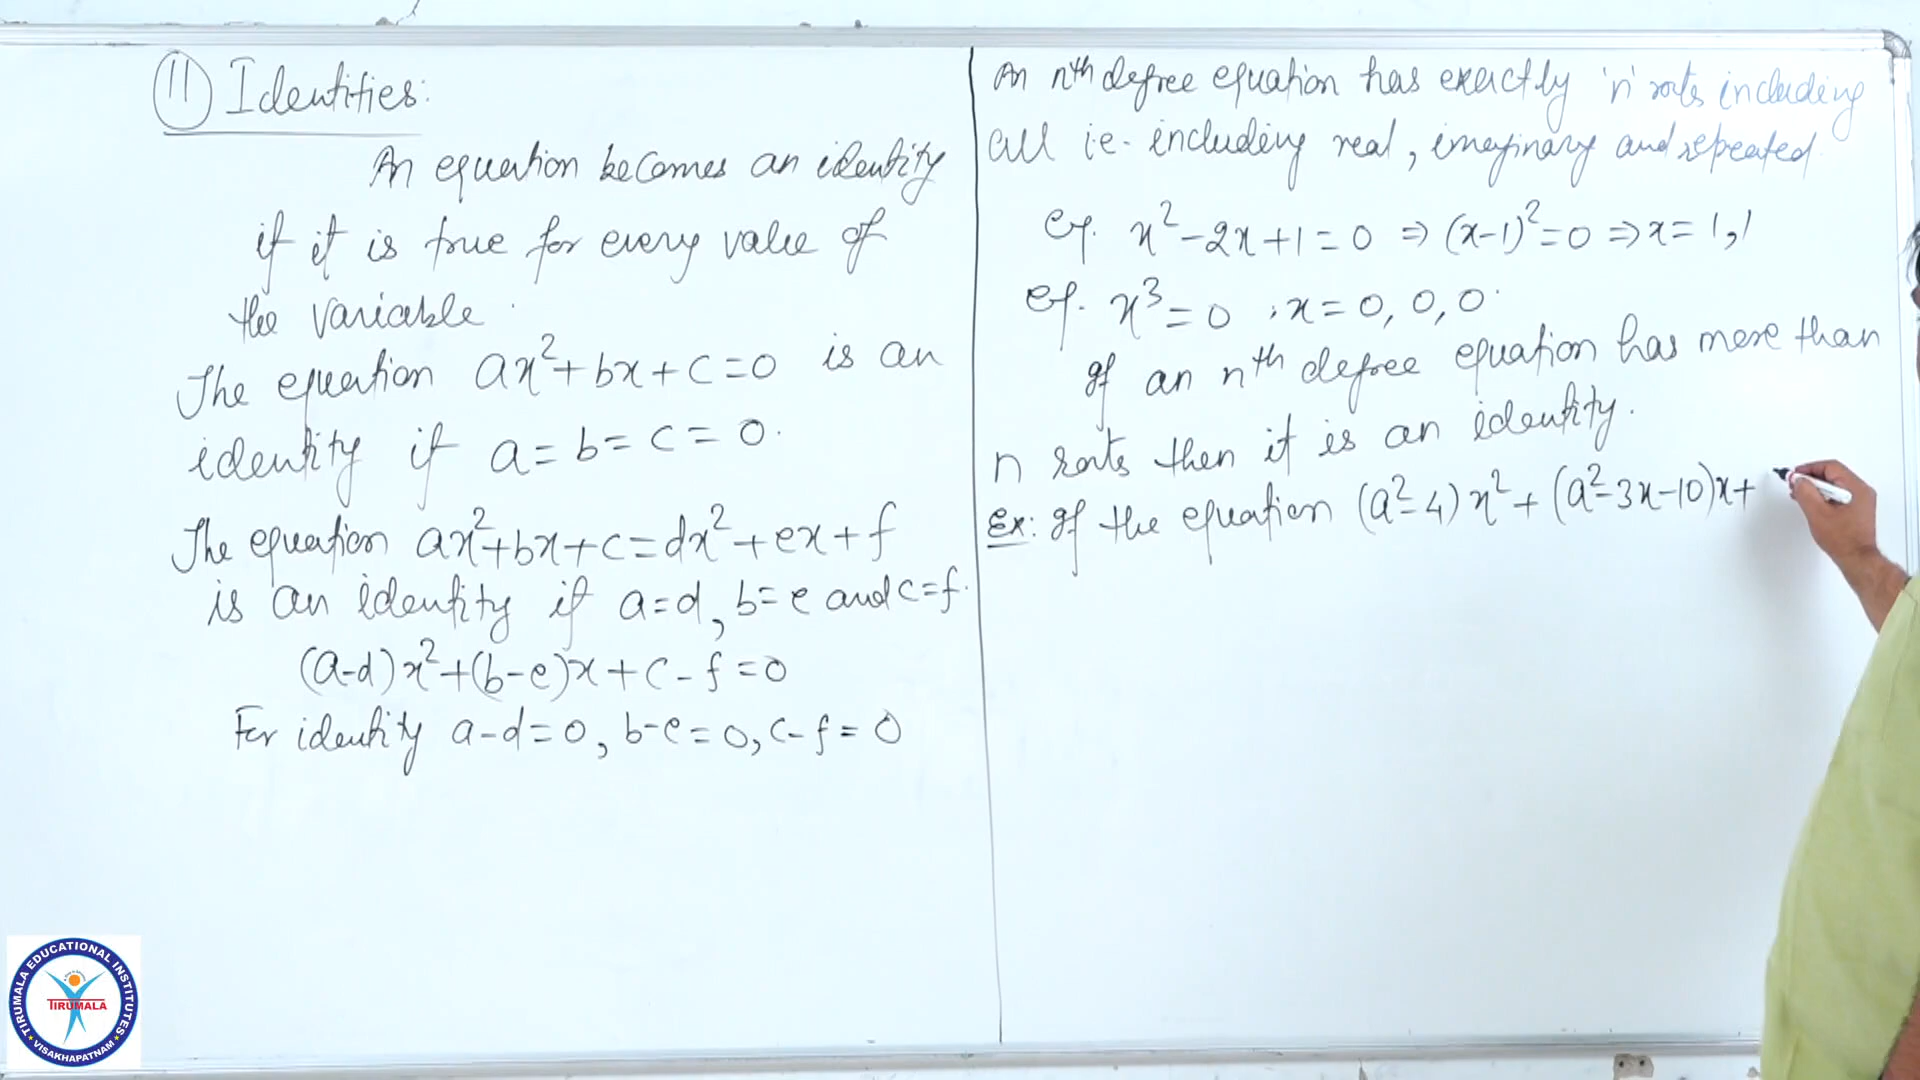 11 Identities:
An equation becomes an identity
if it is true for every value of
the variable.
The equation ax²+bx+c=0 is an
identity if a=b=c=0.
The equation ax²+bx+c=dx²+ex+f
is an identity if a=d, b=e and c=f.
(a-d)x²+(b-e)x+c-f=0
For identity a-d=0, b-e=0, c-f=0
An nth degree equation has exactly 'n' roots including
all i.e. including real, imaginary and repeated.
eg. x²-2x+1=0 ⇒ (x-1)²=0 ⇒ x=1,1
eg. x³=0 ; x=0,0,0.
If an nth degree equation has more than
n roots then it is an identity.
Ex: If the equation (a²-4)x²+(a²-3x-10)x+
TIRUMALA EDUCATIONAL INSTITUTES
TIRUMALA
VISAKHAPATNAM